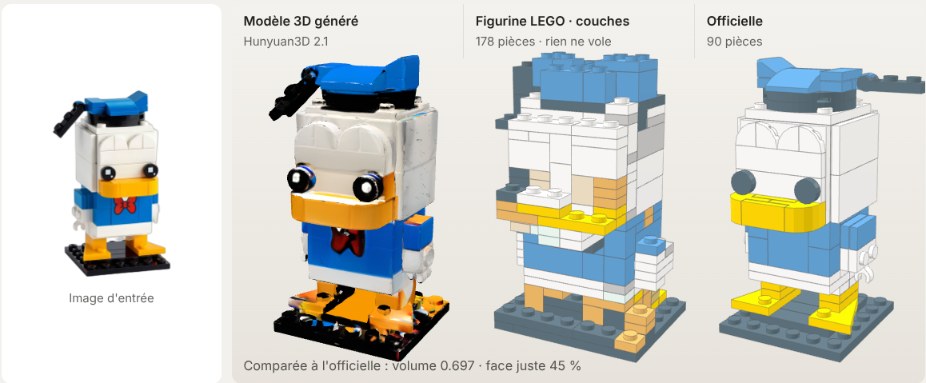 Modèle 3D généré
Hunyuan3D 2.1
Figurine LEGO · couches
178 pièces · rien ne vole
Officielle
90 pièces
Image d'entrée
Comparée à l'officielle : volume 0.697 · face juste 45 %